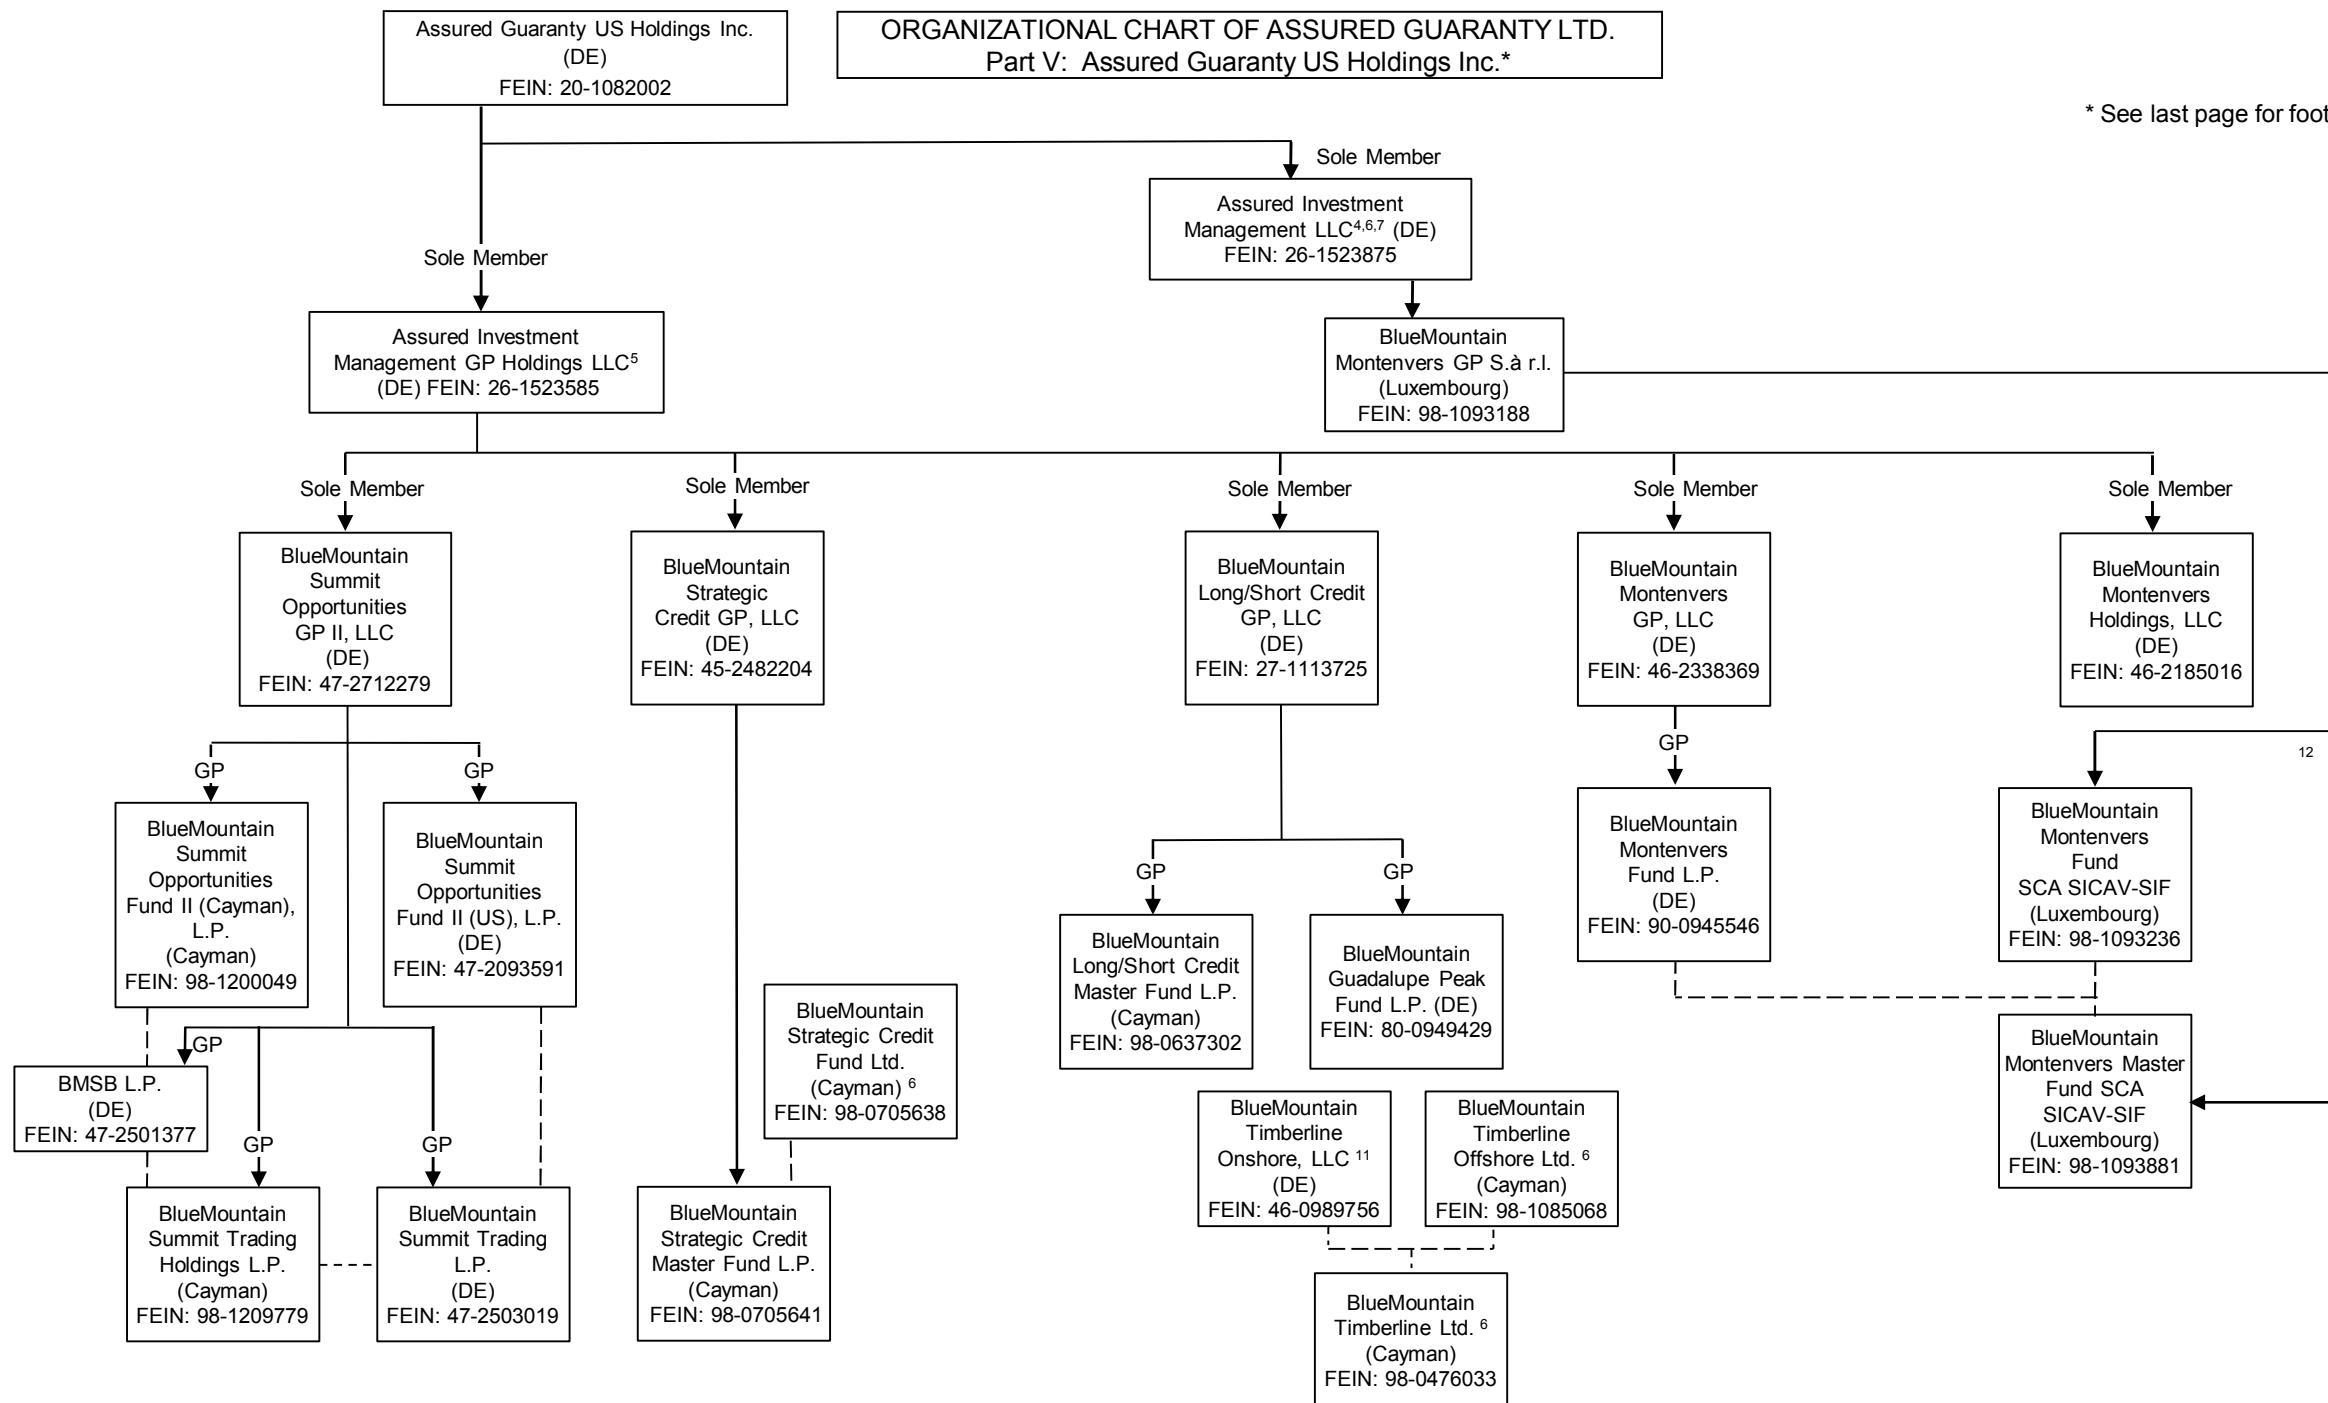 Assured Guaranty US Holdings Inc.
(DE)
FEIN: 20-1082002
ORGANIZATIONAL CHART OF ASSURED GUARANTY LTD.
Part V: Assured Guaranty US Holdings Inc.*
* See last page for foot
Sole Member
Assured Investment
Management LLC4,6,7 (DE)
FEIN: 26-1523875
Sole Member
Assured Investment
Management GP Holdings LLC5
(DE) FEIN: 26-1523585
BlueMountain
Montenvers GP S.à r.l.
(Luxembourg)
FEIN: 98-1093188
Sole Member
Sole Member
Sole Member
Sole Member
Sole Member
BlueMountain
Summit
Opportunities
GP II, LLC
(DE)
FEIN: 47-2712279
BlueMountain
Strategic
Credit GP, LLC
(DE)
FEIN: 45-2482204
BlueMountain
Long/Short Credit
GP, LLC
(DE)
FEIN: 27-1113725
BlueMountain
Montenvers
GP, LLC
(DE)
FEIN: 46-2338369
BlueMountain
Montenvers
Holdings, LLC
(DE)
FEIN: 46-2185016
GP
GP
GP
12
BlueMountain
Summit
Opportunities
Fund II (Cayman),
L.P.
(Cayman)
FEIN: 98-1200049
BlueMountain
Summit
Opportunities
Fund II (US), L.P.
(DE)
FEIN: 47-2093591
BlueMountain
Montenvers
Fund L.P.
(DE)
FEIN: 90-0945546
BlueMountain
Montenvers
Fund
SCA SICAV-SIF
(Luxembourg)
FEIN: 98-1093236
GP
GP
BlueMountain
Long/Short Credit
Master Fund L.P.
(Cayman)
FEIN: 98-0637302
BlueMountain
Guadalupe Peak
Fund L.P. (DE)
FEIN: 80-0949429
BlueMountain
Strategic Credit
Fund Ltd.
(Cayman) 6
FEIN: 98-0705638
GP
BMSB L.P.
(DE)
FEIN: 47-2501377
GP
GP
BlueMountain
Montenvers Master
Fund SCA
SICAV-SIF
(Luxembourg)
FEIN: 98-1093881
BlueMountain
Timberline
Onshore, LLC 11
(DE)
FEIN: 46-0989756
BlueMountain
Timberline
Offshore Ltd. 6
(Cayman)
FEIN: 98-1085068
BlueMountain
Summit Trading
Holdings L.P.
(Cayman)
FEIN: 98-1209779
BlueMountain
Summit Trading
L.P.
(DE)
FEIN: 47-2503019
BlueMountain
Strategic Credit
Master Fund L.P.
(Cayman)
FEIN: 98-0705641
BlueMountain
Timberline Ltd. 6
(Cayman)
FEIN: 98-0476033